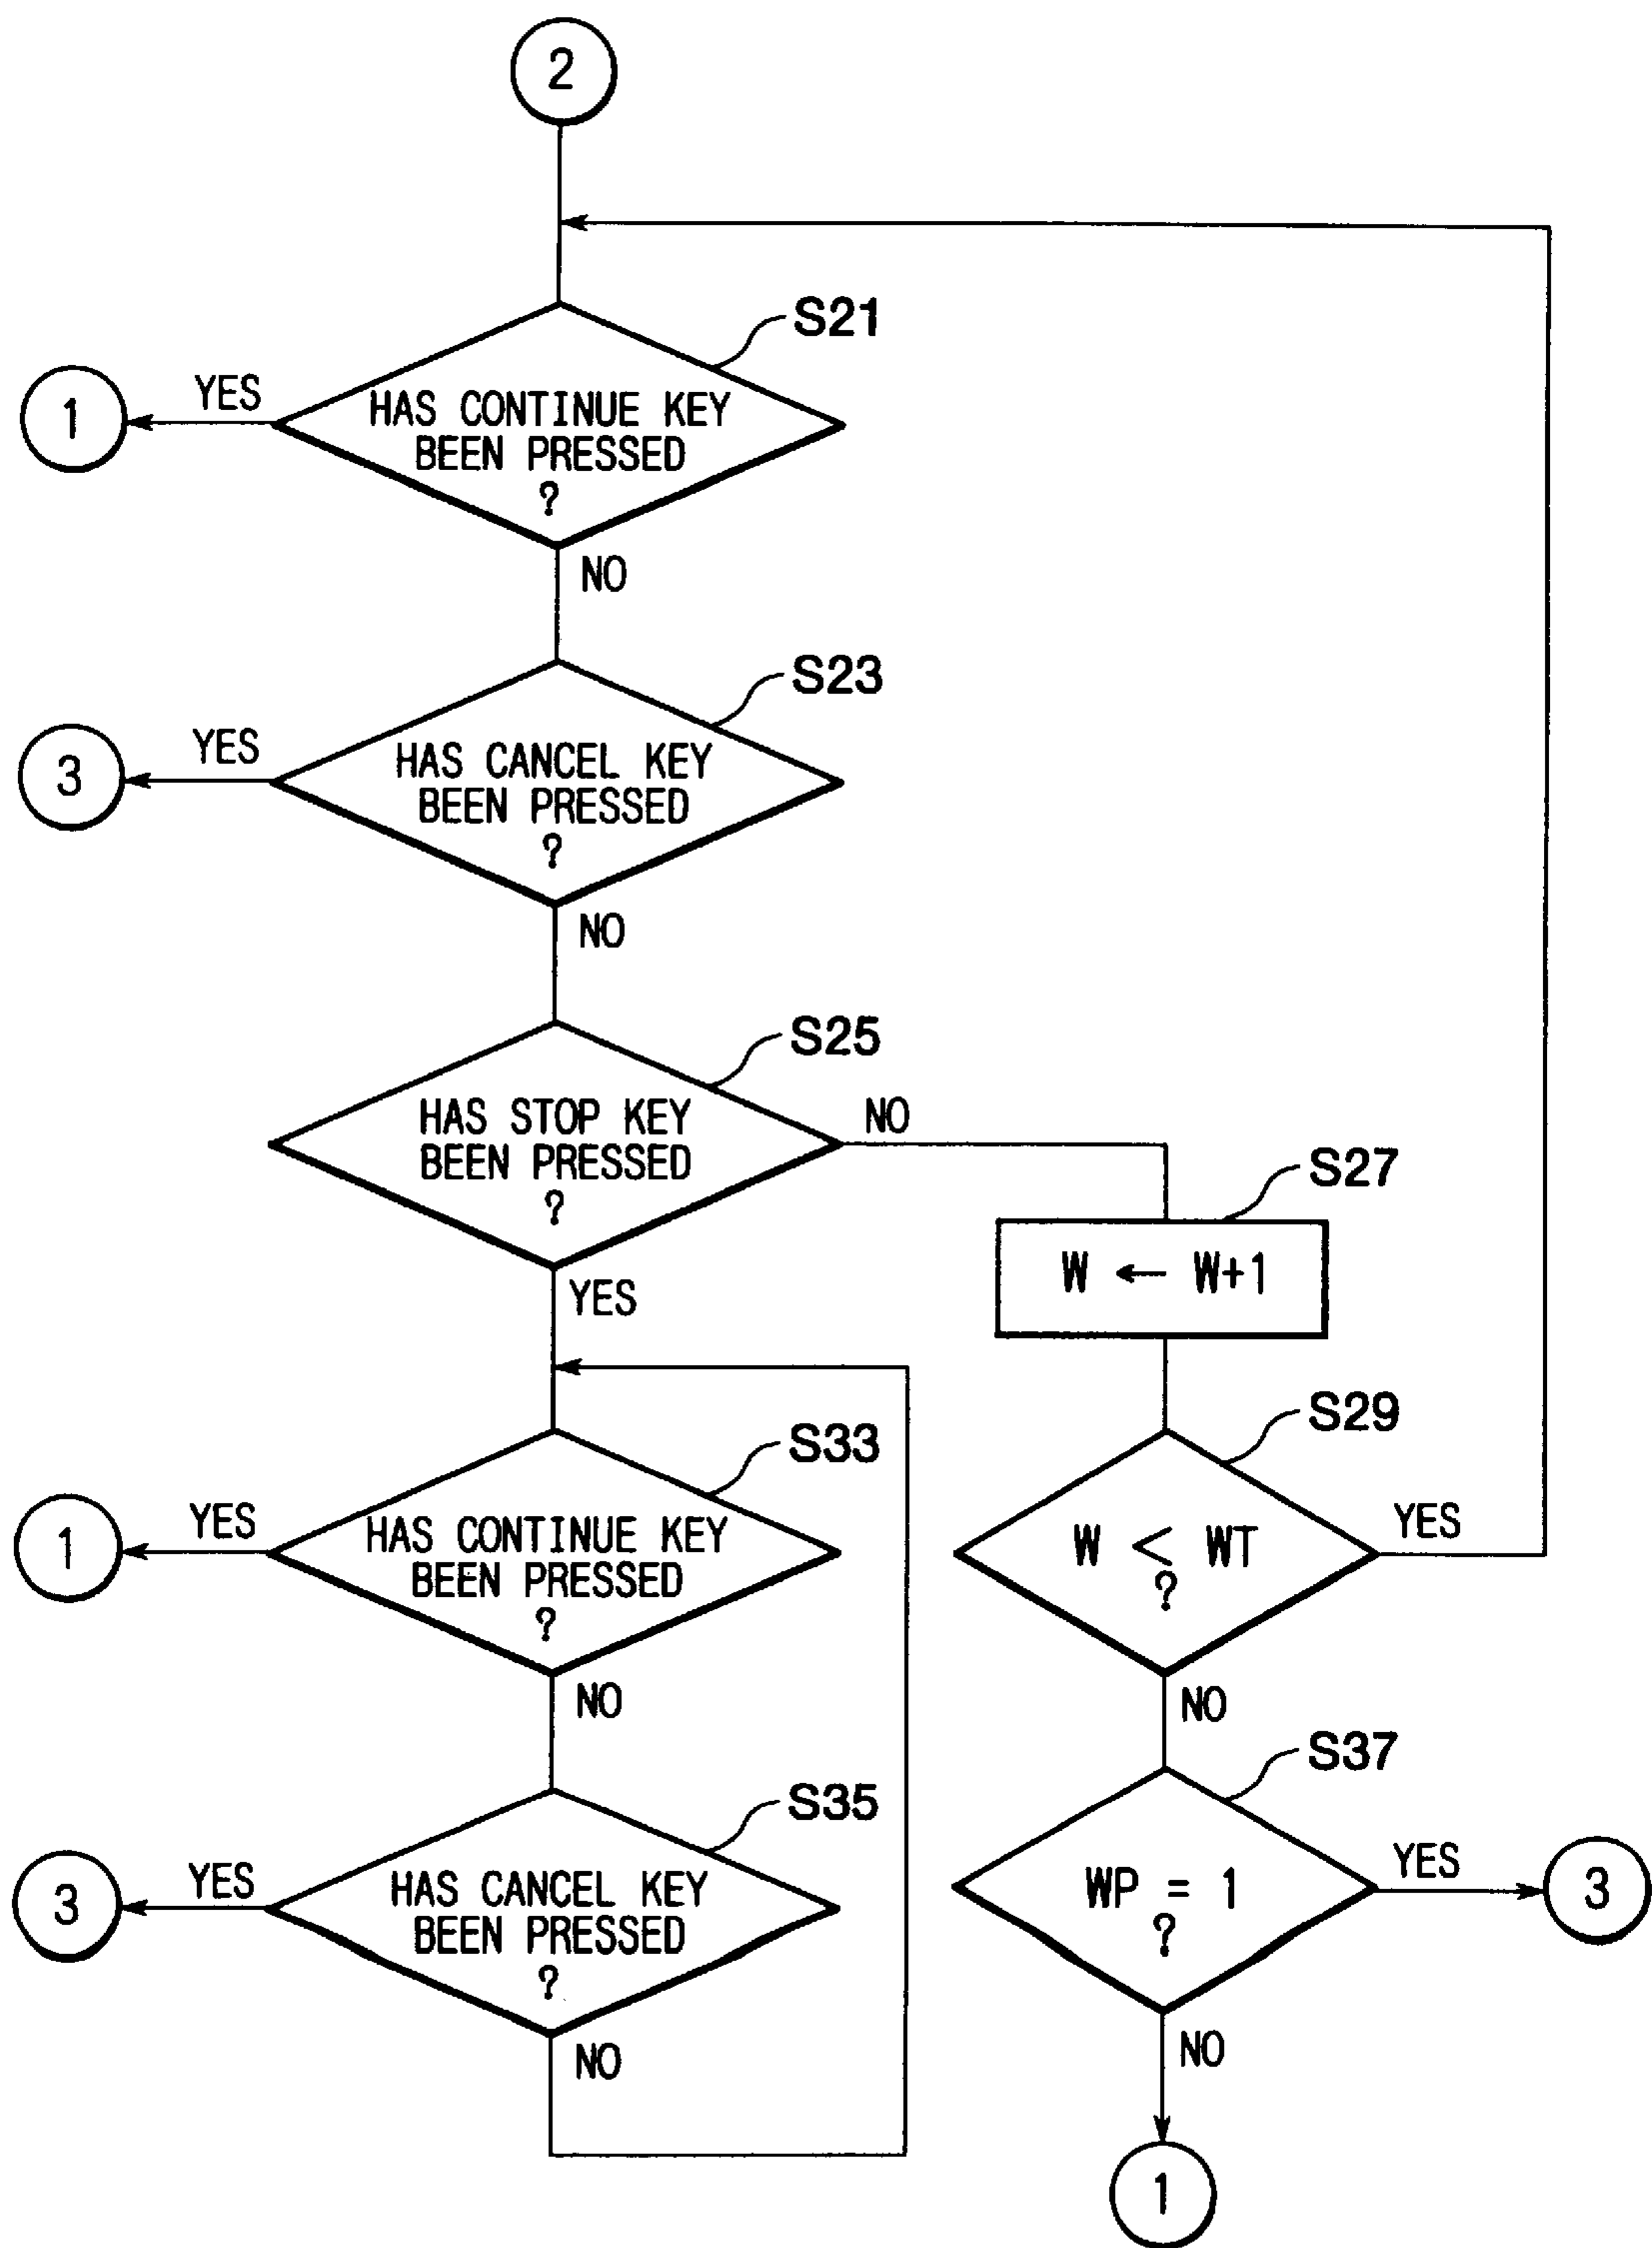 2
S21
1
YES
HAS CONTINUE KEY
BEEN PRESSED
?
NO
S23
3
YES
HAS CANCEL KEY
BEEN PRESSED
?
NO
S25
HAS STOP KEY
BEEN PRESSED
?
NO
YES
S27
W ← W+1
S33
1
YES
HAS CONTINUE KEY
BEEN PRESSED
?
NO
S29
W < WT
?
YES
NO
S35
3
YES
HAS CANCEL KEY
BEEN PRESSED
?
NO
S37
WP = 1
?
YES
3
NO
1